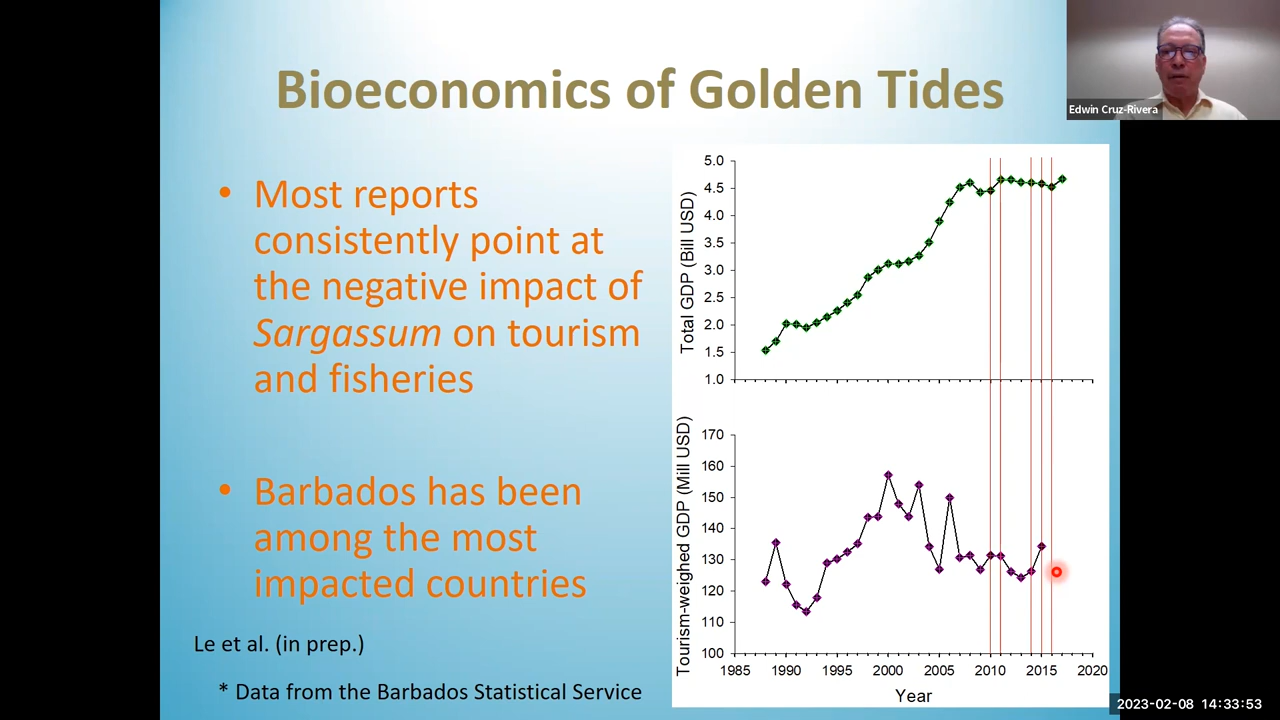 Bioeconomics of Golden Tides
Edwin Cruz-Rivera
• Most reports
consistently point at
the negative impact of
Sargassum on tourism
and fisheries
• Barbados has been
among the most
impacted countries
Le et al. (in prep.)
* Data from the Barbados Statistical Service
Total GDP (Bill USD)
5.0
4.5
4.0
3.5
3.0
2.5
2.0
1.5
1.0
Tourism-weighed GDP (Mill USD)
170
160
150
140
130
120
110
100
1985 1990 1995 2000 2005 2010 2015 2020
Year
2023-02-08 14:33:53